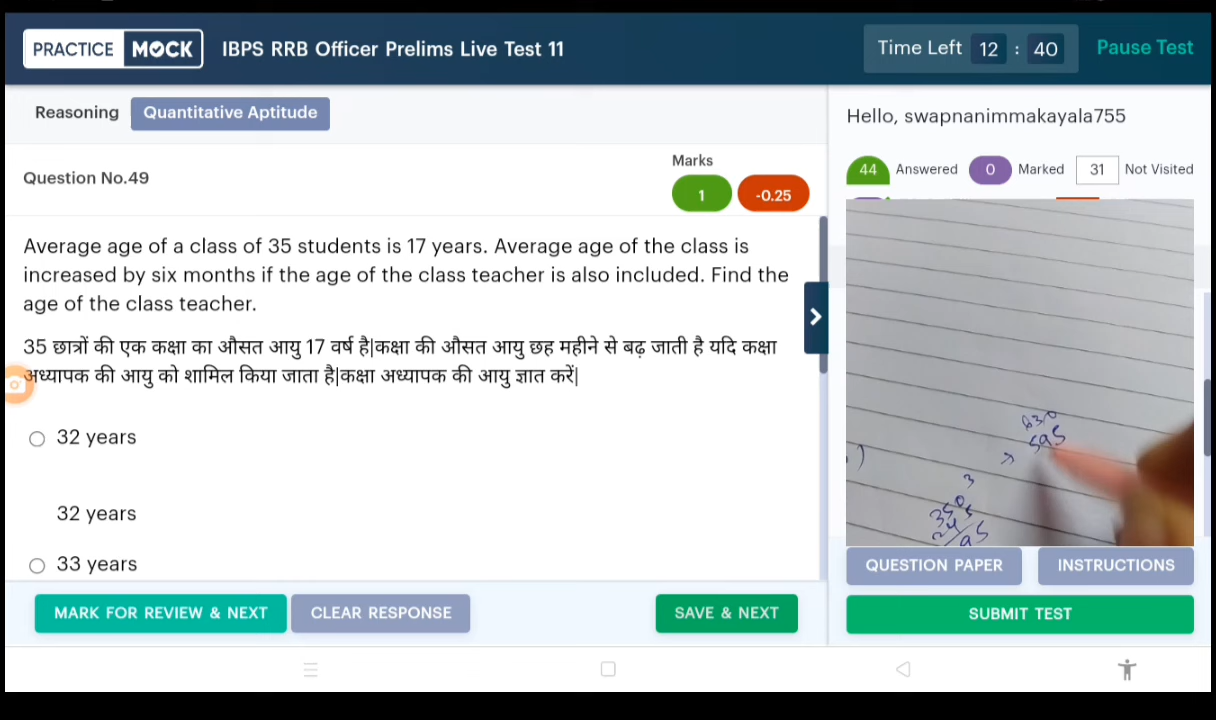 PRACTICE MOCK IBPS RRB Officer Prelims Live Test 11 Time Left 12 : 40 Pause Test
Reasoning Quantitative Aptitude
Hello, swapnanimmakayala755
Question No.49 Marks 1 -0.25
44 Answered 0 Marked 31 Not Visited
Average age of a class of 35 students is 17 years. Average age of the class is
increased by six months if the age of the class teacher is also included. Find the
age of the class teacher.
35 छात्रों की एक कक्षा का औसत आयु 17 वर्ष है|कक्षा की औसत आयु छह महीने से बढ़ जाती है यदि कक्षा
अध्यापक की आयु को शामिल किया जाता है|कक्षा अध्यापक की आयु ज्ञात करें|
32 years
32 years
33 years
630
595
3
350
245
95
QUESTION PAPER INSTRUCTIONS
MARK FOR REVIEW & NEXT CLEAR RESPONSE SAVE & NEXT SUBMIT TEST